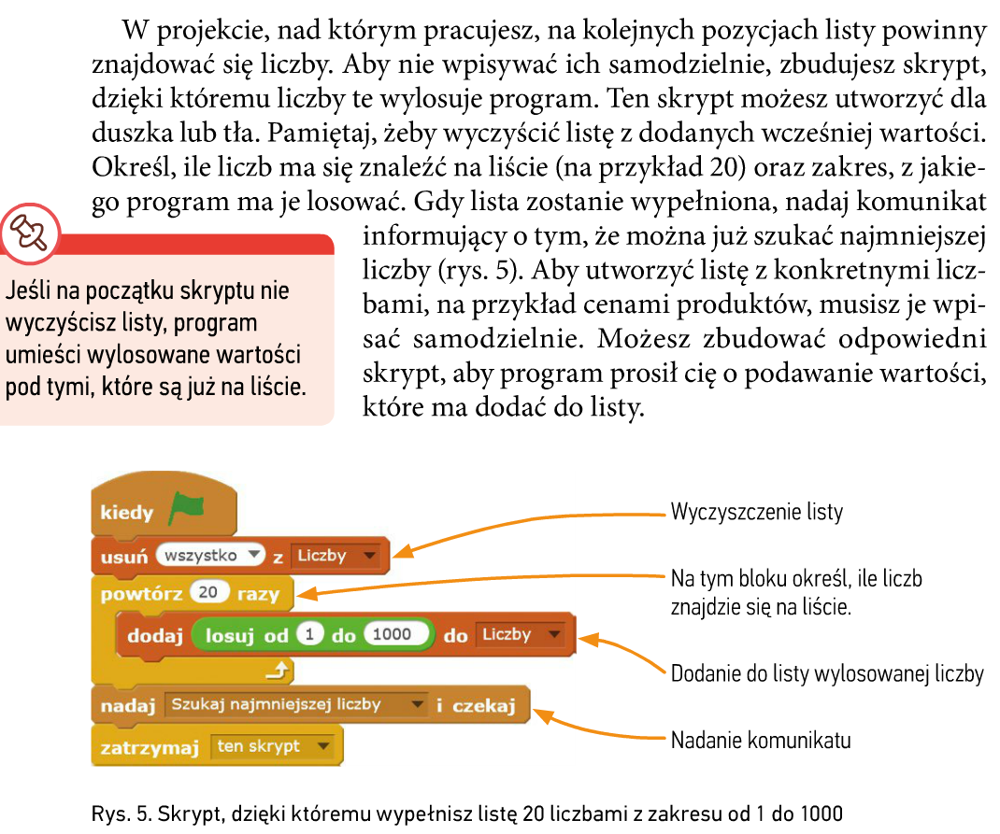 W projekcie, nad którym pracujesz, na kolejnych pozycjach listy powinny
znajdować się liczby. Aby nie wpisywać ich samodzielnie, zbudujesz skrypt,
dzięki któremu liczby te wylosuje program. Ten skrypt możesz utworzyć dla
duszka lub tła. Pamiętaj, żeby wyczyścić listę z dodanych wcześniej wartości.
Określ, ile liczb ma się znaleźć na liście (na przykład 20) oraz zakres, z jakie-
go program ma je losować. Gdy lista zostanie wypełniona, nadaj komunikat
informujący o tym, że można już szukać najmniejszej
liczby (rys. 5). Aby utworzyć listę z konkretnymi licz-
bami, na przykład cenami produktów, musisz je wpi-
sać samodzielnie. Możesz zbudować odpowiedni
skrypt, aby program prosił cię o podawanie wartości,
które ma dodać do listy.
Jeśli na początku skryptu nie
wyczyścisz listy, program
umieści wylosowane wartości
pod tymi, które są już na liście.
kiedy
usuń wszystko z Liczby
powtórz 20 razy
dodaj losuj od 1 do 1000 do Liczby
nadaj Szukaj najmniejszej liczby i czekaj
zatrzymaj ten skrypt
Wyczyszczenie listy
Na tym bloku określ, ile liczb
znajdzie się na liście.
Dodanie do listy wylosowanej liczby
Nadanie komunikatu
Rys. 5. Skrypt, dzięki któremu wypełnisz listę 20 liczbami z zakresu od 1 do 1000